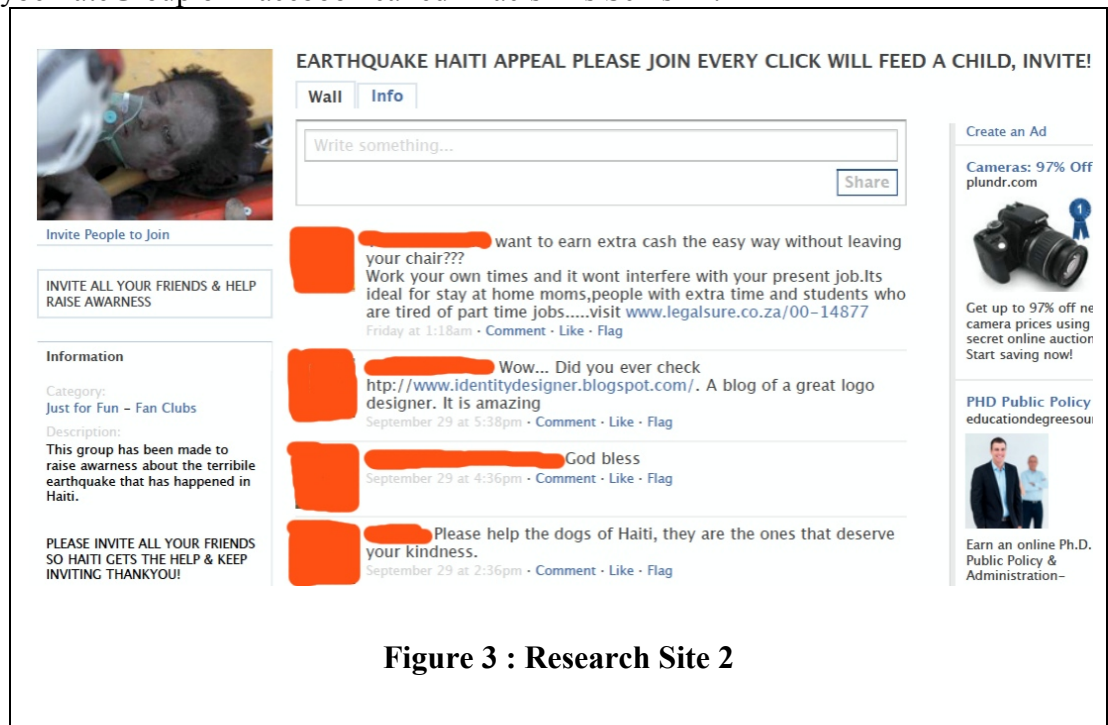 EARTHQUAKE HAITI APPEAL PLEASE JOIN EVERY CLICK WILL FEED A CHILD, INVITE!
Wall Info
Write something...
Share
Invite People to Join
INVITE ALL YOUR FRIENDS & HELP
RAISE AWARNESS
Information
Category:
Just for Fun – Fan Clubs
Description:
This group has been made to
raise awarness about the terribile
earthquake that has happened in
Haiti.
PLEASE INVITE ALL YOUR FRIENDS
SO HAITI GETS THE HELP & KEEP
INVITING THANKYOU!
want to earn extra cash the easy way without leaving
your chair???
Work your own times and it wont interfere with your present job.Its
ideal for stay at home moms,people with extra time and students who
are tired of part time jobs.....visit www.legalsure.co.za/00-14877
Friday at 1:18am · Comment · Like · Flag
Wow... Did you ever check
htp://www.identitydesigner.blogspot.com/. A blog of a great logo
designer. It is amazing
September 29 at 5:38pm · Comment · Like · Flag
God bless
September 29 at 4:36pm · Comment · Like · Flag
Please help the dogs of Haiti, they are the ones that deserve
your kindness.
September 29 at 2:36pm · Comment · Like · Flag
Create an Ad
Cameras: 97% Off
plundr.com
1
Get up to 97% off ne
camera prices using
secret online auction
Start saving now!
PHD Public Policy
educationdegreesou
Earn an online Ph.D.
Public Policy &
Administration–
Figure 3 : Research Site 2